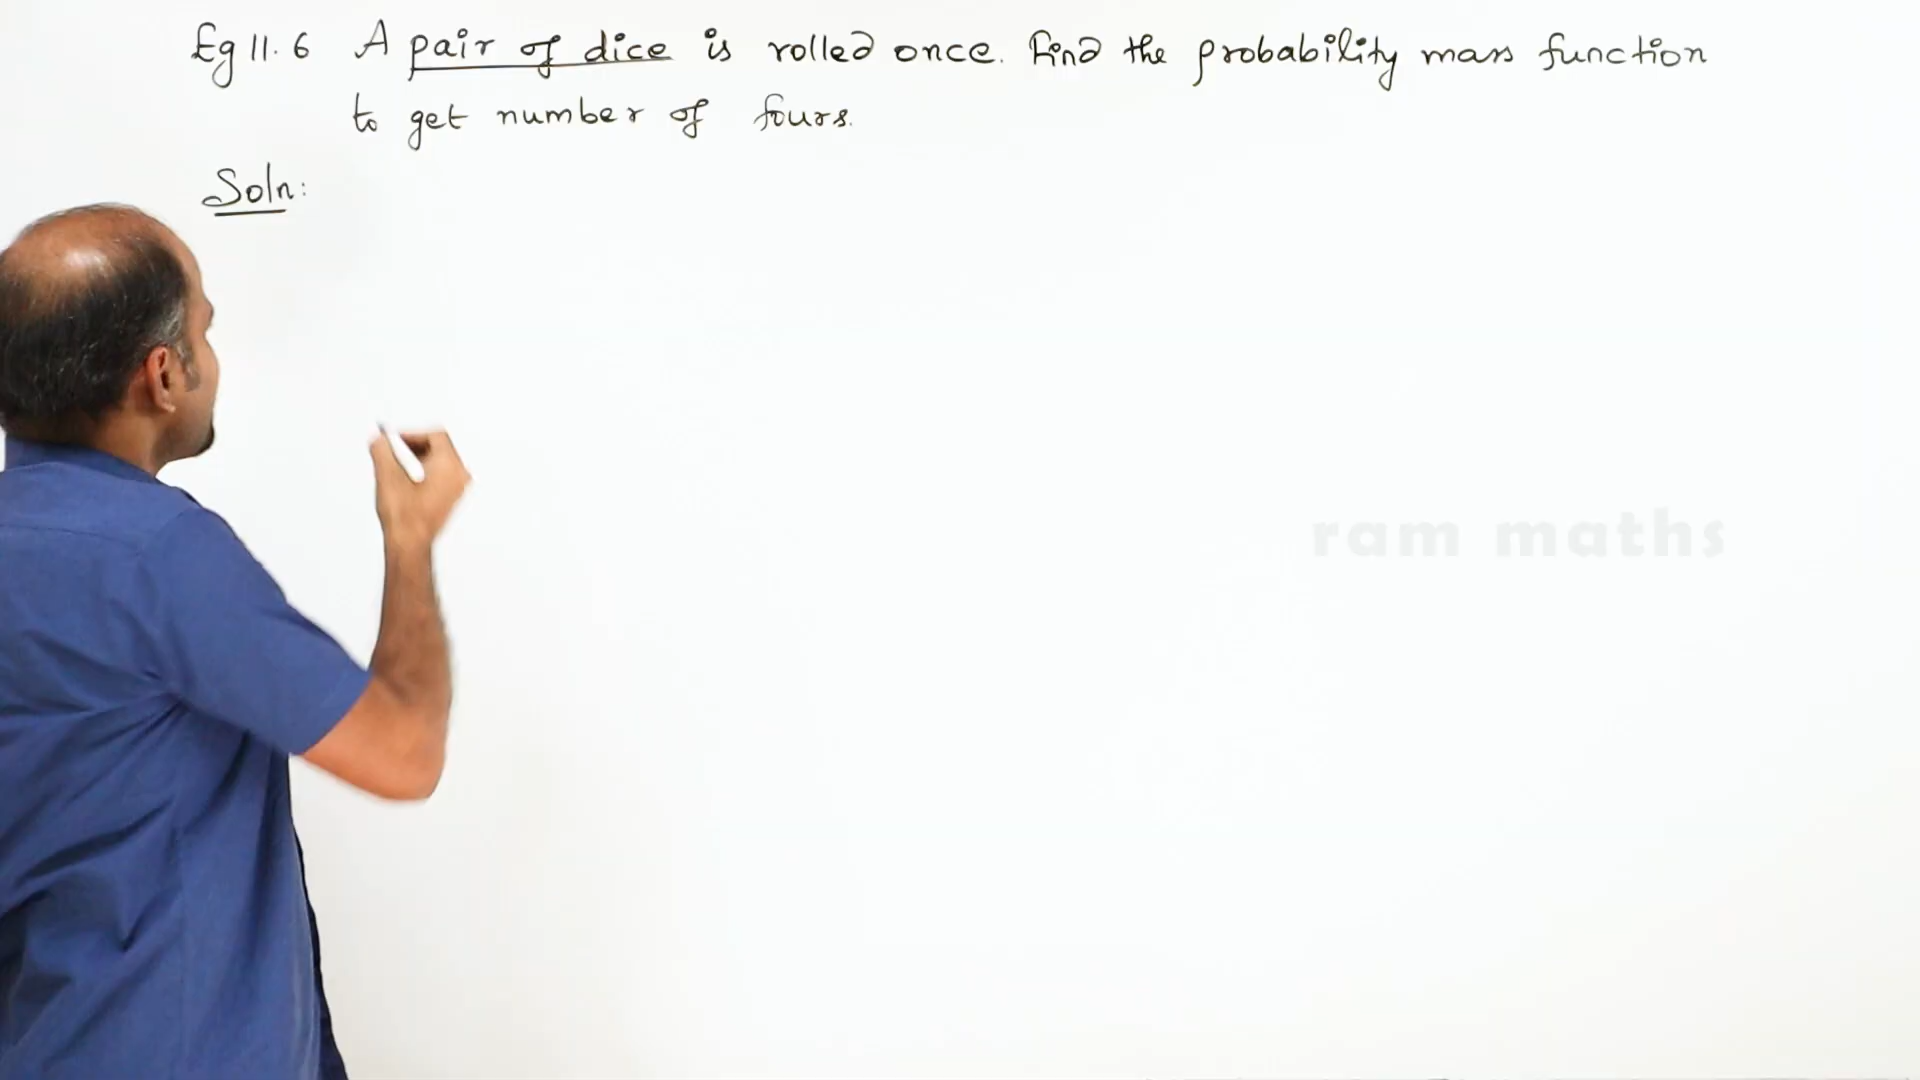 Eg 11.6 A pair of dice is rolled once. Find the probability mass function
to get number of fours.
Soln:
ram maths